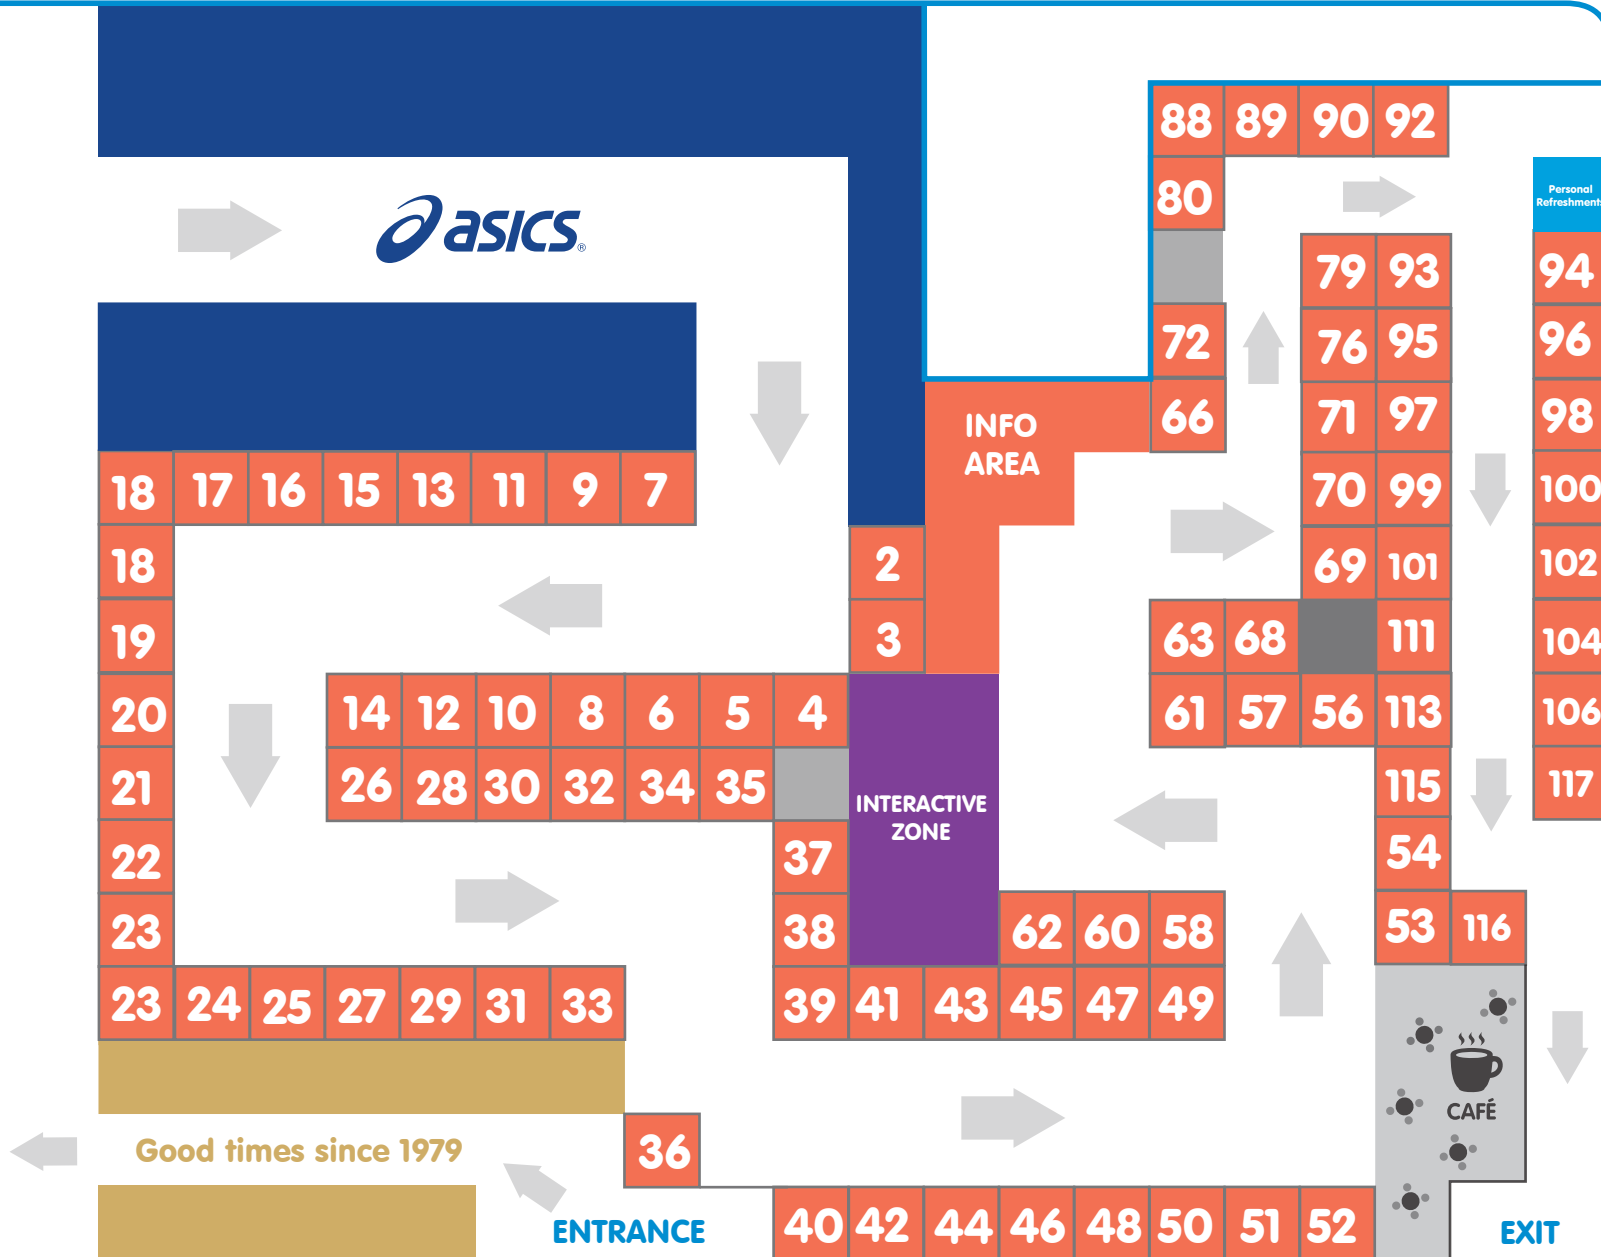 88 89 90 92
80
Personal
Refreshments
asics®
79 93 94
72 76 95 96
INFO
AREA
66 71 97 98
18 17 16 15 13 11 9 7
70 99 100
18 2 69 101 102
19 3 63 68 111 104
20 14 12 10 8 6 5 4
61 57 56 113 106
21 26 28 30 32 34 35
115 117
INTERACTIVE
ZONE
22 37 54
23 38 62 60 58 53 116
23 24 25 27 29 31 33 39 41 43 45 47 49
CAFÉ
Good times since 1979
36
ENTRANCE
40 42 44 46 48 50 51 52
EXIT